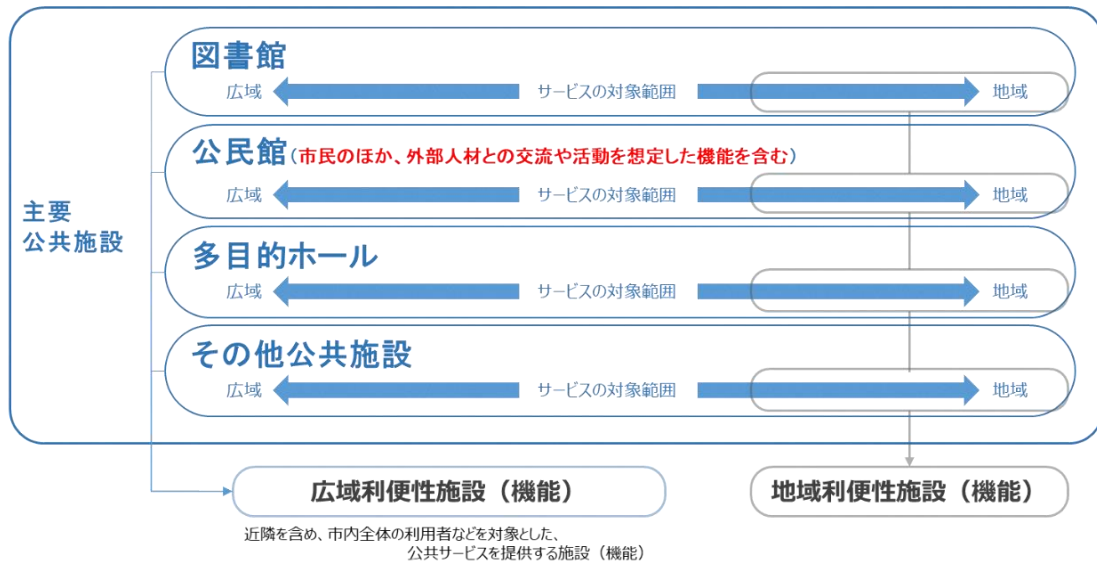 図書館
広域 サービスの対象範囲 地域
公民館(市民のほか、外部人材との交流や活動を想定した機能を含む)
広域 サービスの対象範囲 地域
主要
公共施設
多目的ホール
広域 サービスの対象範囲 地域
その他公共施設
広域 サービスの対象範囲 地域
広域利便性施設（機能）
地域利便性施設（機能）
近隣を含め、市内全体の利用者などを対象とした、
公共サービスを提供する施設（機能）